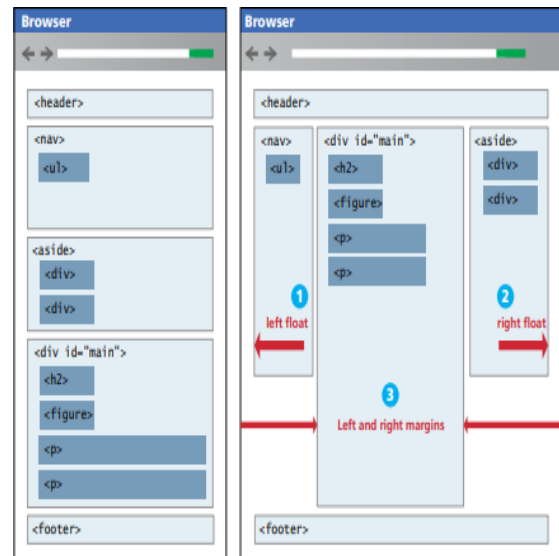 Browser
<header>
<nav>
<ul>
<aside>
<div>
<div>
<div id="main">
<h2>
<figure>
<p>
<p>
<footer>
Browser
<header>
<nav>
<ul>
1
left float
<div id="main">
<h2>
<figure>
<p>
<p>
3
Left and right margins
<aside>
<div>
<div>
2
right float
<footer>